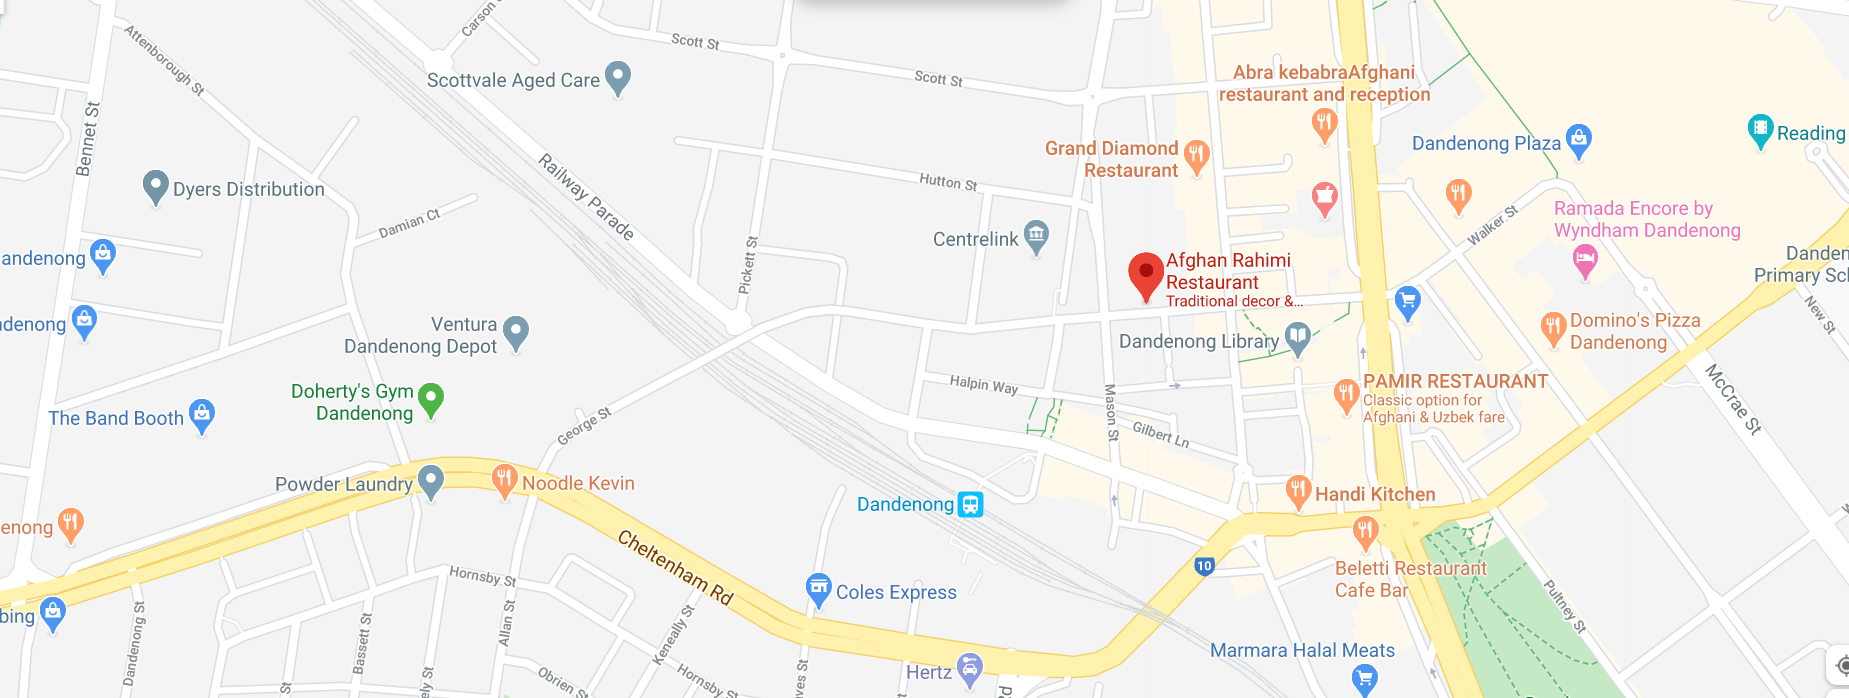 Carson
Scott St
Attenborough St
Scottvale Aged Care
Scott St
Abra kebabraAfghani
restaurant and reception
Bennet St
Railway Parade
Grand Diamond
Restaurant
Dandenong Plaza
Reading
Dyers Distribution
Hutton St
Damian Ct
Walker St
Ramada Encore by
Wyndham Dandenong
Centrelink
andenong
Pickett St
Afghan Rahimi
Restaurant
Traditional decor &...
Danden
Primary Sch
New St
ndenong
Ventura
Dandenong Depot
Dandenong Library
Domino's Pizza
Dandenong
Doherty's Gym
Dandenong
Halpin Way
PAMIR RESTAURANT
Classic option for
Afghani & Uzbek fare
McCrae St
The Band Booth
George St
Mason St
Gilbert Ln
Powder Laundry
Noodle Kevin
Handi Kitchen
Dandenong
enong
Cheltenham Rd
10
Beletti Restaurant
Cafe Bar
Hornsby St
Coles Express
Pultney St
bing
Dandenong St
Bassett St
Allan St
Keneally St
Marmara Halal Meats
Hertz
Obrien St
Hornsby St
ely St
St
ves St
Rd